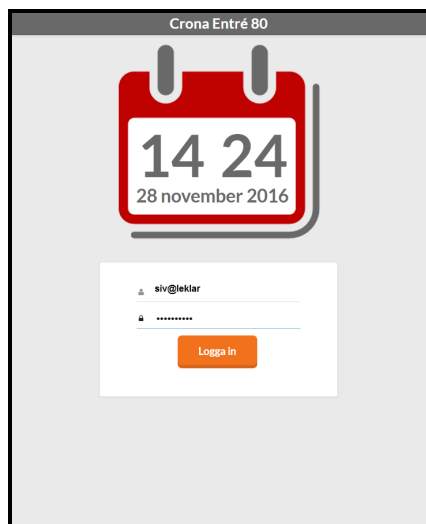 Crona Entré 80
14 24
28 november 2016
siv@leklar
••••••••••
Logga in